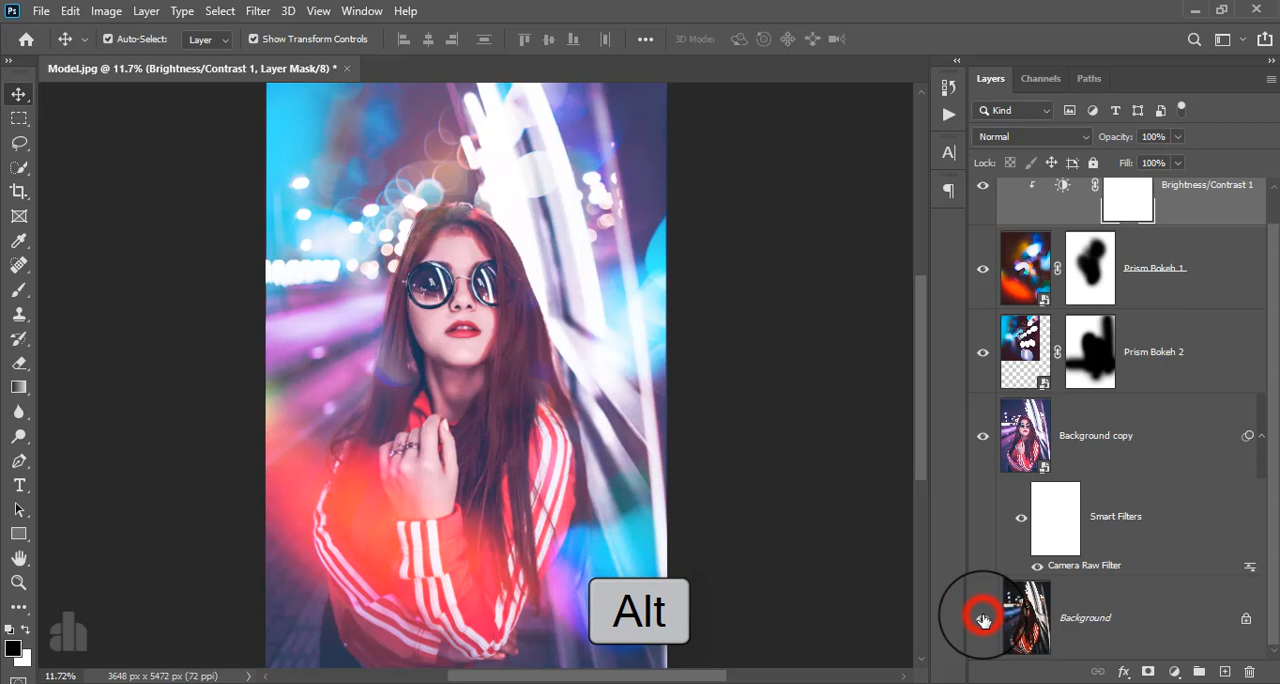 Ps File Edit Image Layer Type Select Filter 3D View Window Help
Auto-Select: Layer Show Transform Controls ••• 3D Mode:
Model.jpg @ 11.7% (Brightness/Contrast 1, Layer Mask/8) * ×
Layers Channels Paths
Kind
Normal Opacity: 100%
Lock: Fill: 100%
Brightness/Contrast 1
Prism Bokeh 1
Prism Bokeh 2
Background copy
Smart Filters
Camera Raw Filter
Background
Alt
ah
11.72% 3648 px x 5472 px (72 ppi)
fx